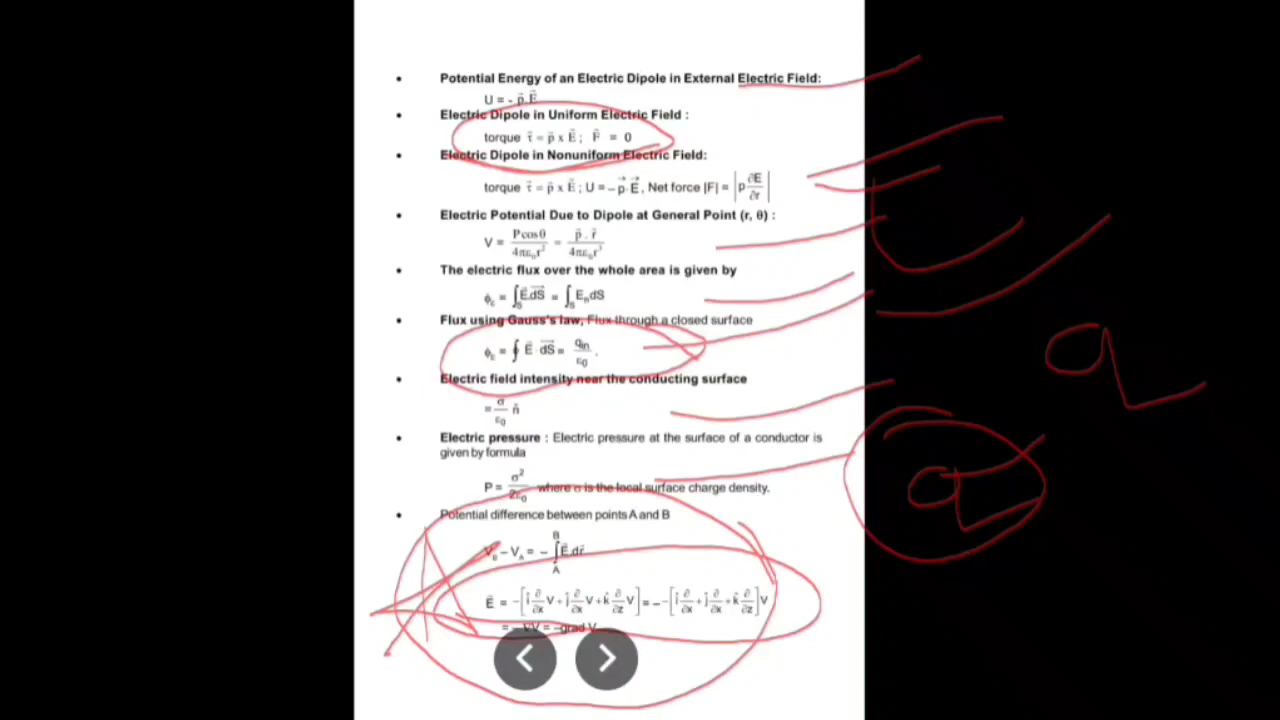 • Potential Energy of an Electric Dipole in External Electric Field:
U = - p⃗.E⃗
• Electric Dipole in Uniform Electric Field :
torque τ⃗ = p⃗ x E⃗ ; F⃗ = 0
• Electric Dipole in Nonuniform Electric Field:
torque τ⃗ = p⃗ x E⃗ ; U = − p⃗·E⃗, Net force |F| = |p ∂E/∂r|
• Electric Potential Due to Dipole at General Point (r, θ) :
V = Pcosθ/4πε₀r² = p⃗ . r⃗/4πε₀r³
• The electric flux over the whole area is given by
ϕE = ∫S E⃗.dS⃗ = ∫S EndS
• Flux using Gauss's law, Flux through a closed surface
ϕE = ∮ E⃗ · dS⃗ = qin/ε0 .
• Electric field intensity near the conducting surface
= σ/ε0 n̂
• Electric pressure : Electric pressure at the surface of a conductor is
given by formula
P = σ²/2ε0 where σ is the local surface charge density.
• Potential difference between points A and B
VB – VA = – ∫AB E⃗.dr⃗
E⃗ = -[î ∂/∂x V + ĵ ∂/∂x V + k̂ ∂/∂z V] = – -[î ∂/∂x + ĵ ∂/∂x + k̂ ∂/∂z] V
= – ∇V = –grad V